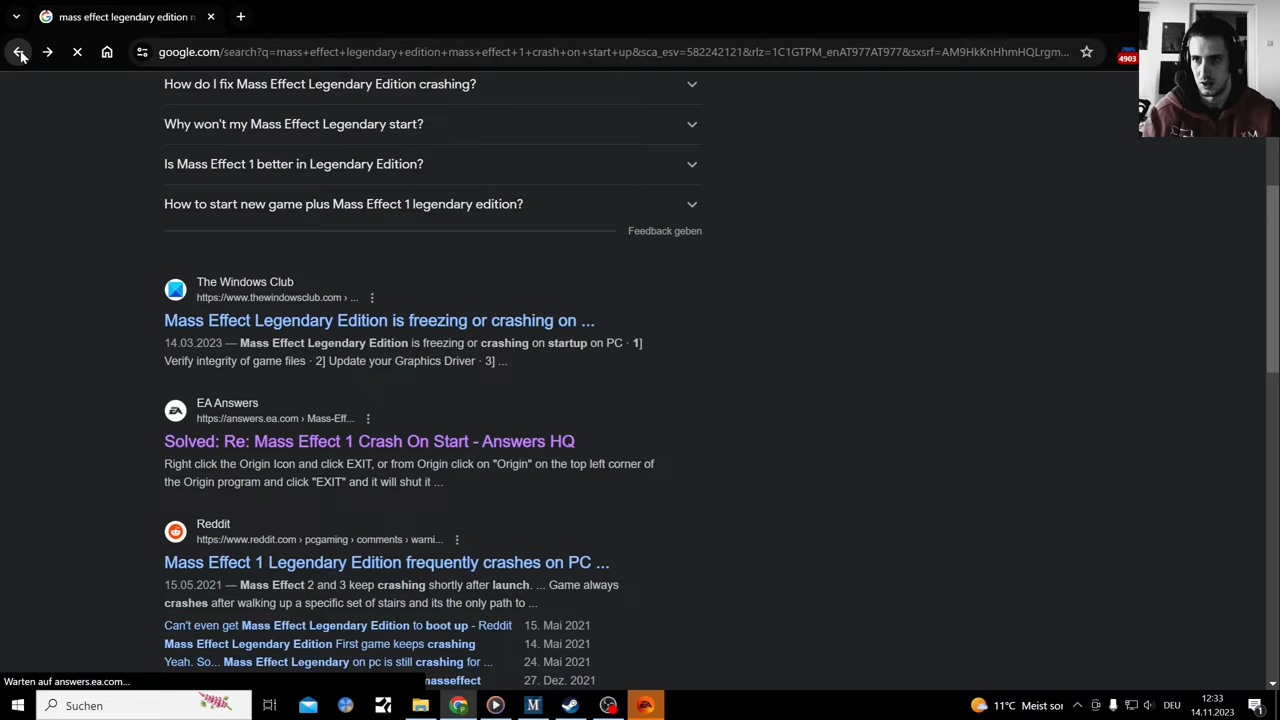 mass effect legendary edition n
google.com/search?q=mass+effect+legendary+edition+mass+effect+1+crash+on+start+up&sca_esv=582242121&rlz=1C1GTPM_enAT977AT977&sxsrf=AM9HkKnHhmHQLrgm...
4903
How do I fix Mass Effect Legendary Edition crashing?
Why won't my Mass Effect Legendary start?
Is Mass Effect 1 better in Legendary Edition?
How to start new game plus Mass Effect 1 legendary edition?
Feedback geben
The Windows Club
https://www.thewindowsclub.com › ...
Mass Effect Legendary Edition is freezing or crashing on ...
14.03.2023 — Mass Effect Legendary Edition is freezing or crashing on startup on PC · 1]
Verify integrity of game files · 2] Update your Graphics Driver · 3] ...
EA Answers
https://answers.ea.com › Mass-Eff...
Solved: Re: Mass Effect 1 Crash On Start - Answers HQ
Right click the Origin Icon and click EXIT, or from Origin click on "Origin" on the top left corner of
the Origin program and click "EXIT" and it will shut it ...
Reddit
https://www.reddit.com › pcgaming › comments › warni...
Mass Effect 1 Legendary Edition frequently crashes on PC ...
15.05.2021 — Mass Effect 2 and 3 keep crashing shortly after launch. ... Game always
crashes after walking up a specific set of stairs and its the only path to ...
Can't even get Mass Effect Legendary Edition to boot up - Reddit 15. Mai 2021
Mass Effect Legendary Edition First game keeps crashing 14. Mai 2021
Yeah. So... Mass Effect Legendary on pc is still crashing for ... 24. Mai 2021
masseffect 27. Dez. 2021
Warten auf answers.ea.com...
Suchen
11°C Meist sor
DEU
12:33
14.11.2023
1